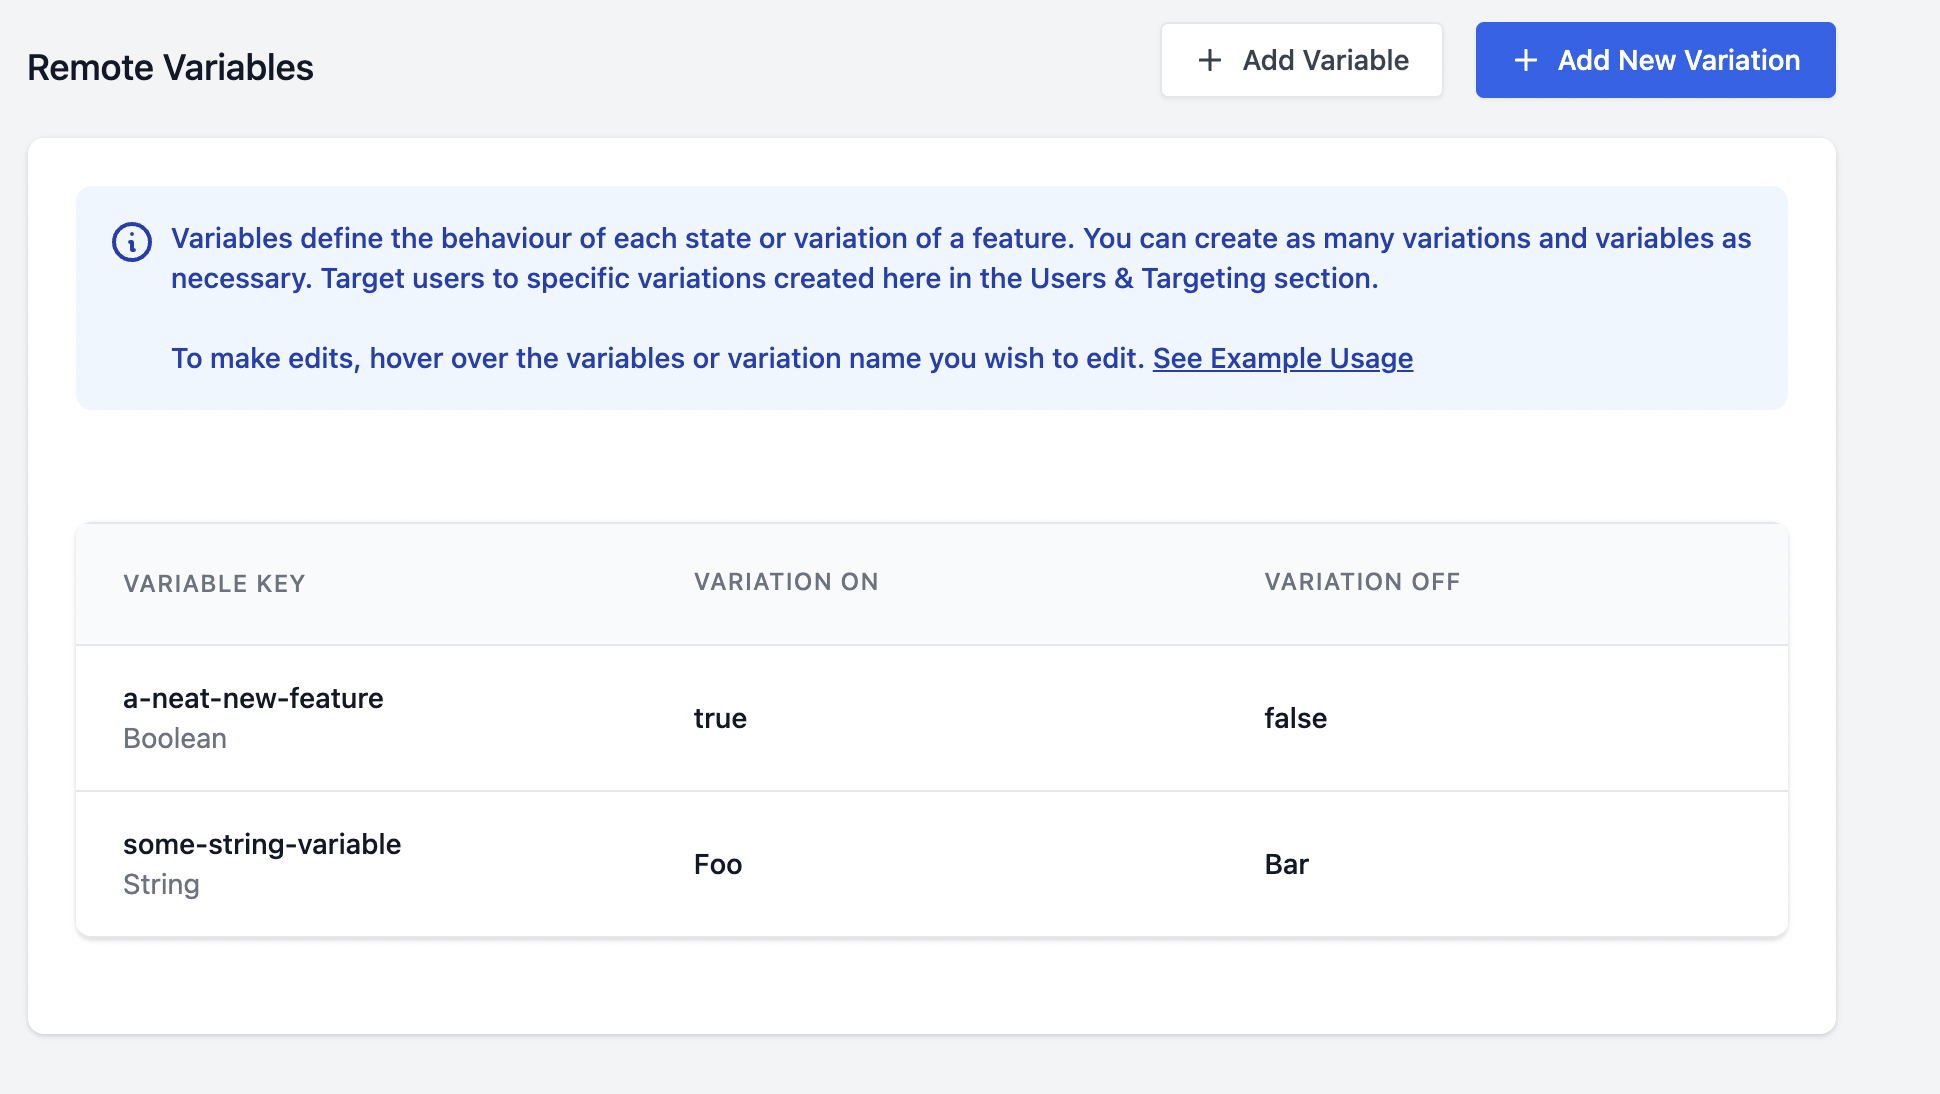 Remote Variables
+ Add Variable
+ Add New Variation
Variables define the behaviour of each state or variation of a feature. You can create as many variations and variables as
necessary. Target users to specific variations created here in the Users & Targeting section.
To make edits, hover over the variables or variation name you wish to edit. See Example Usage
VARIABLE KEY VARIATION ON VARIATION OFF
a-neat-new-feature
Boolean
true
false
some-string-variable
String
Foo
Bar